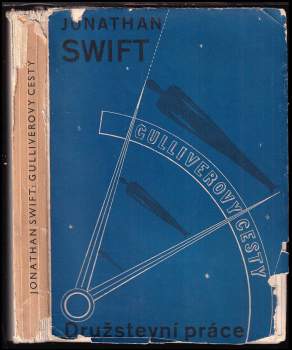 JONATHAN SWIFT: GULLIVEROVY CESTY
JONATHAN
SWIFT
GULLIVEROVY CESTY
Družstevní práce